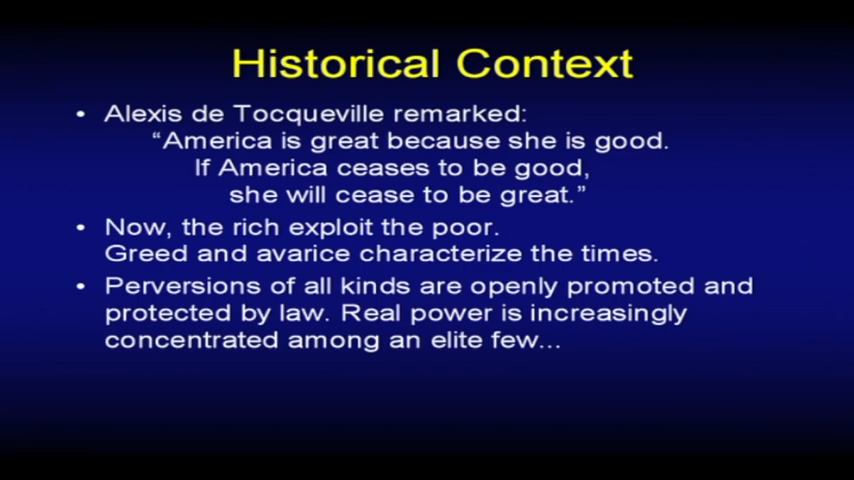 Historical Context
• Alexis de Tocqueville remarked:
“America is great because she is good.
If America ceases to be good,
she will cease to be great.”
• Now, the rich exploit the poor.
Greed and avarice characterize the times.
• Perversions of all kinds are openly promoted and
protected by law. Real power is increasingly
concentrated among an elite few...